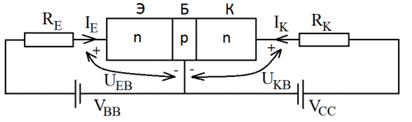 Э Б К
R_E I_E I_K R_K
n p n
+ - - +
U_EB U_KB
V_BB V_CC